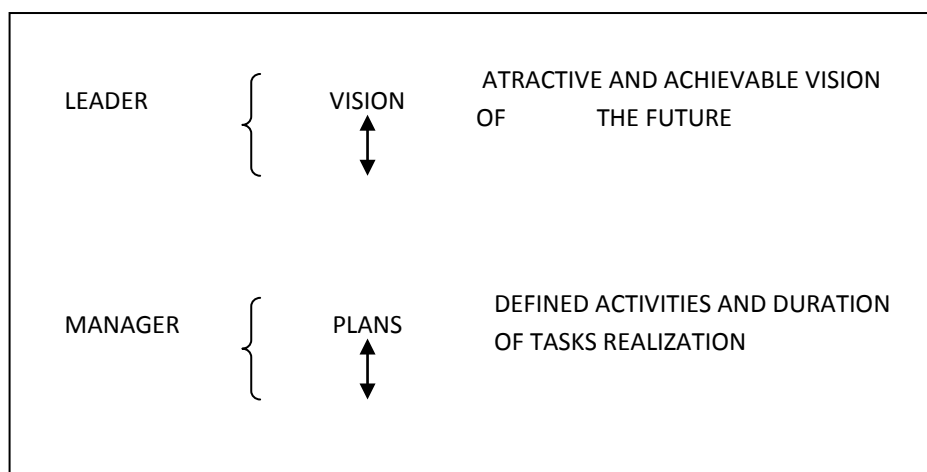 LEADER
VISION
ATRACTIVE AND ACHIEVABLE VISION
OF THE FUTURE
MANAGER
PLANS
DEFINED ACTIVITIES AND DURATION
OF TASKS REALIZATION